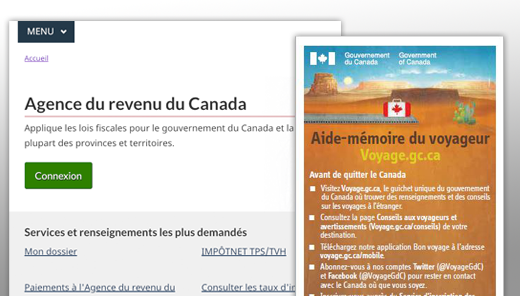 MENU
Accueil
Agence du revenu du Canada
Applique les lois fiscales pour le gouvernement du Canada et la
plupart des provinces et territoires.
Connexion
Services et renseignements les plus demandés
Mon dossier
IMPÔTNET TPS/TVH
Paiements à l'Agence du revenu du
Consulter les taux d'in
Gouvernement
du Canada
Government
of Canada
Aide-mémoire du voyageur
Voyage.gc.ca
Avant de quitter le Canada
Visitez Voyage.gc.ca, le guichet unique du gouvernement
du Canada où trouver des renseignements et des conseils
sur les voyages à l'étranger.
Consultez la page Conseils aux voyageurs et
avertissements (Voyage.gc.ca/conseils) de votre
destination.
Téléchargez notre application Bon voyage à l'adresse
voyage.gc.ca/mobile.
Abonnez-vous à nos comptes Twitter (@VoyageGdC)
et Facebook (@VoyageGdC) pour rester en contact
avec le Canada où que vous soyez.